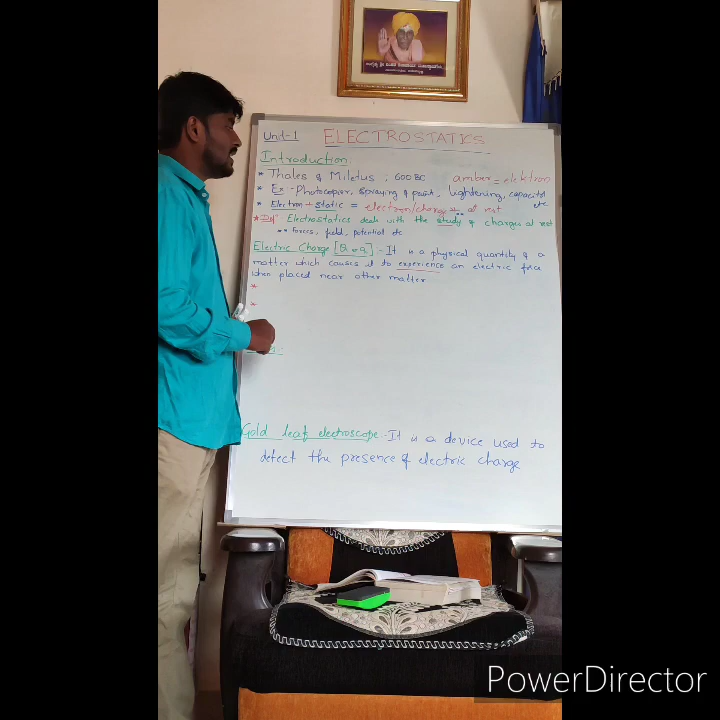 Unit-1 ELECTROSTATICS
Introduction
* Thales of Miletus ; 600 BC amber = elektron
* Ex :- Photocopier, spraying of paint, Lightening, capacitor etc
* Electron + static = electron/charge at rest
* Def Electrostatics deals with the study of charges at rest
forces, field, potential etc
Electric Charge [Q or q] :- It is a physical quantity of a
matter which causes it to experience an electric force
when placed near other matter
*
*
Gold leaf electroscope :- It is a device used to
detect the presence of electric charge
PowerDirector